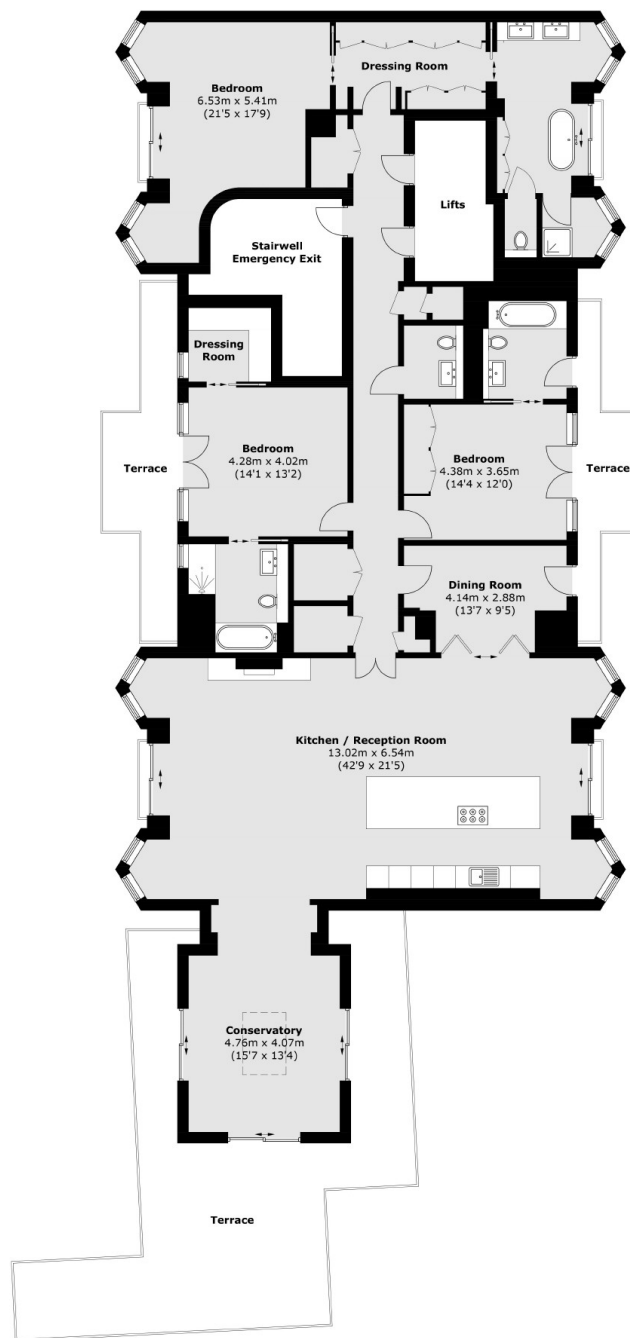 Bedroom
6.53m x 5.41m
(21'5 x 17'9)
Dressing Room
Lifts
Stairwell
Emergency Exit
Dressing
Room
Terrace
Bedroom
4.28m x 4.02m
(14'1 x 13'2)
Bedroom
4.38m x 3.65m
(14'4 x 12'0)
Terrace
Dining Room
4.14m x 2.88m
(13'7 x 9'5)
Kitchen / Reception Room
13.02m x 6.54m
(42'9 x 21'5)
Conservatory
4.76m x 4.07m
(15'7 x 13'4)
Terrace